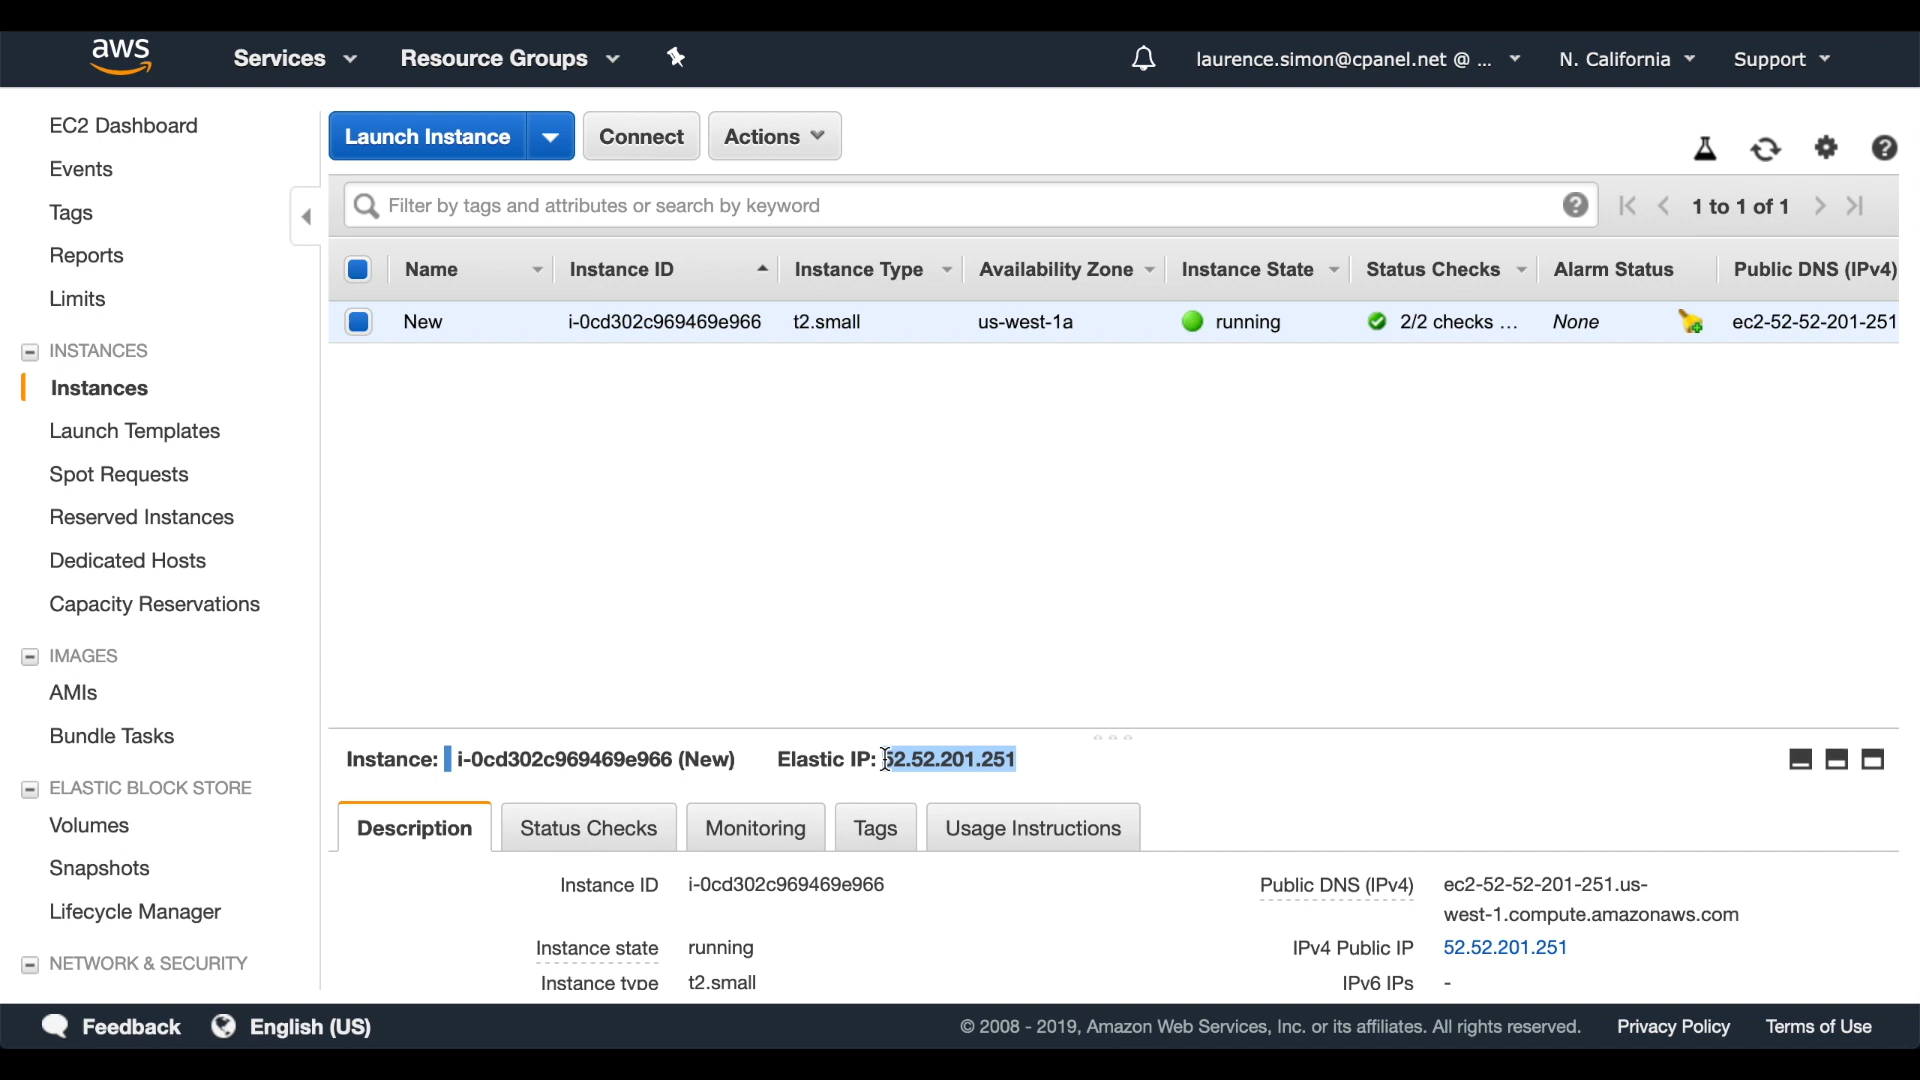 aws Services Resource Groups laurence.simon@cpanel.net @ ... N. California Support
EC2 Dashboard
Events
Tags
Reports
Limits
INSTANCES
Instances
Launch Templates
Spot Requests
Reserved Instances
Dedicated Hosts
Capacity Reservations
IMAGES
AMIs
Bundle Tasks
ELASTIC BLOCK STORE
Volumes
Snapshots
Lifecycle Manager
NETWORK & SECURITY
Launch Instance Connect Actions
Filter by tags and attributes or search by keyword 1 to 1 of 1
Name Instance ID Instance Type Availability Zone Instance State Status Checks Alarm Status Public DNS (IPv4)
New i-0cd302c969469e966 t2.small us-west-1a running 2/2 checks ... None ec2-52-52-201-251
Instance: i-0cd302c969469e966 (New) Elastic IP: 52.52.201.251
Description Status Checks Monitoring Tags Usage Instructions
Instance ID i-0cd302c969469e966 Public DNS (IPv4) ec2-52-52-201-251.us-
west-1.compute.amazonaws.com
Instance state running IPv4 Public IP 52.52.201.251
Instance type t2.small IPv6 IPs -
Feedback English (US) © 2008 - 2019, Amazon Web Services, Inc. or its affiliates. All rights reserved. Privacy Policy Terms of Use